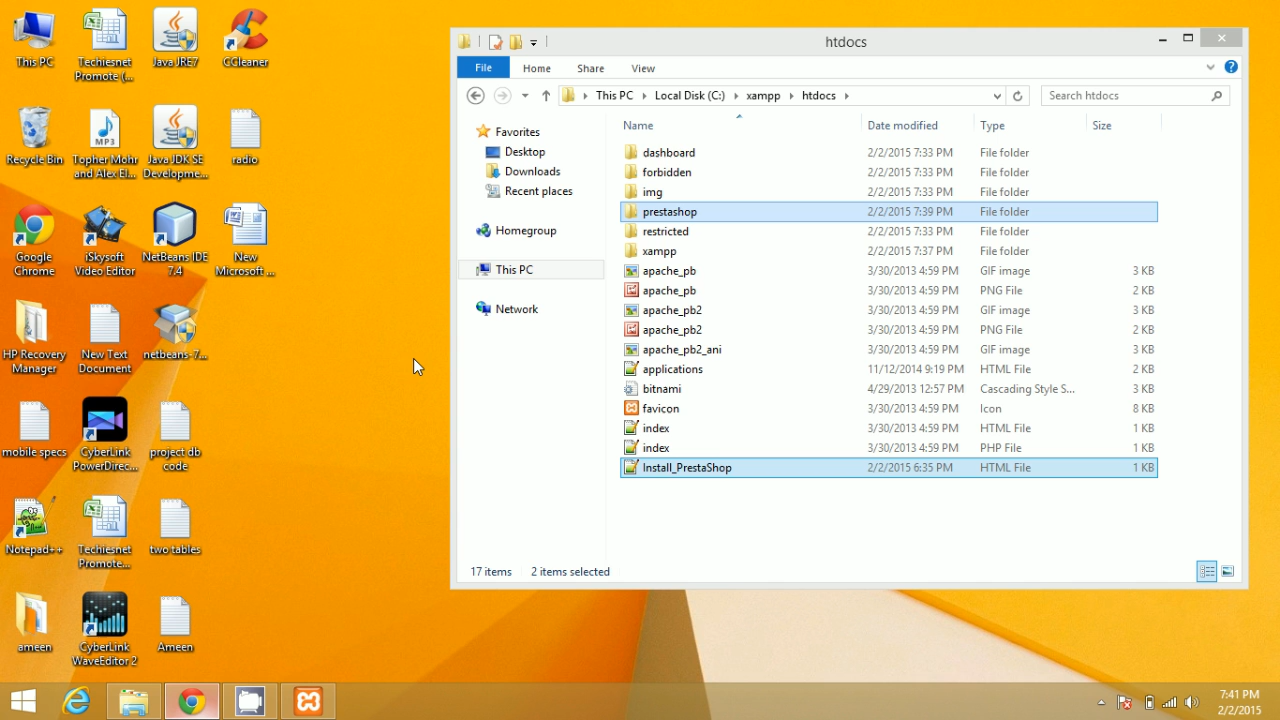 This PC
Techiesnet
Promote (...
Java JRE7
CCleaner
Recycle Bin
MP3
Topher Mohr
and Alex El...
Java JDK SE
Developme...
radio
Google
Chrome
iSkysoft
Video Editor
NetBeans IDE
7.4
New
Microsoft ...
HP Recovery
Manager
New Text
Document
netbeans-7...
mobile specs
CyberLink
PowerDirec...
project db
code
Notepad++
Techiesnet
Promote...
two tables
ameen
CyberLink
WaveEditor 2
Ameen
htdocs
File Home Share View
This PC Local Disk (C:) xampp htdocs
Search htdocs
Favorites
Desktop
Downloads
Recent places
Homegroup
This PC
Network
Name Date modified Type Size
dashboard 2/2/2015 7:33 PM File folder
forbidden 2/2/2015 7:33 PM File folder
img 2/2/2015 7:33 PM File folder
prestashop 2/2/2015 7:39 PM File folder
restricted 2/2/2015 7:33 PM File folder
xampp 2/2/2015 7:37 PM File folder
apache_pb 3/30/2013 4:59 PM GIF image 3 KB
apache_pb 3/30/2013 4:59 PM PNG File 2 KB
apache_pb2 3/30/2013 4:59 PM GIF image 3 KB
apache_pb2 3/30/2013 4:59 PM PNG File 2 KB
apache_pb2_ani 3/30/2013 4:59 PM GIF image 3 KB
applications 11/12/2014 9:19 PM HTML File 2 KB
bitnami 4/29/2013 12:57 PM Cascading Style S... 3 KB
favicon 3/30/2013 4:59 PM Icon 8 KB
index 3/30/2013 4:59 PM HTML File 1 KB
index 3/30/2013 4:59 PM PHP File 1 KB
Install_PrestaShop 2/2/2015 6:35 PM HTML File 1 KB
17 items 2 items selected
7:41 PM
2/2/2015